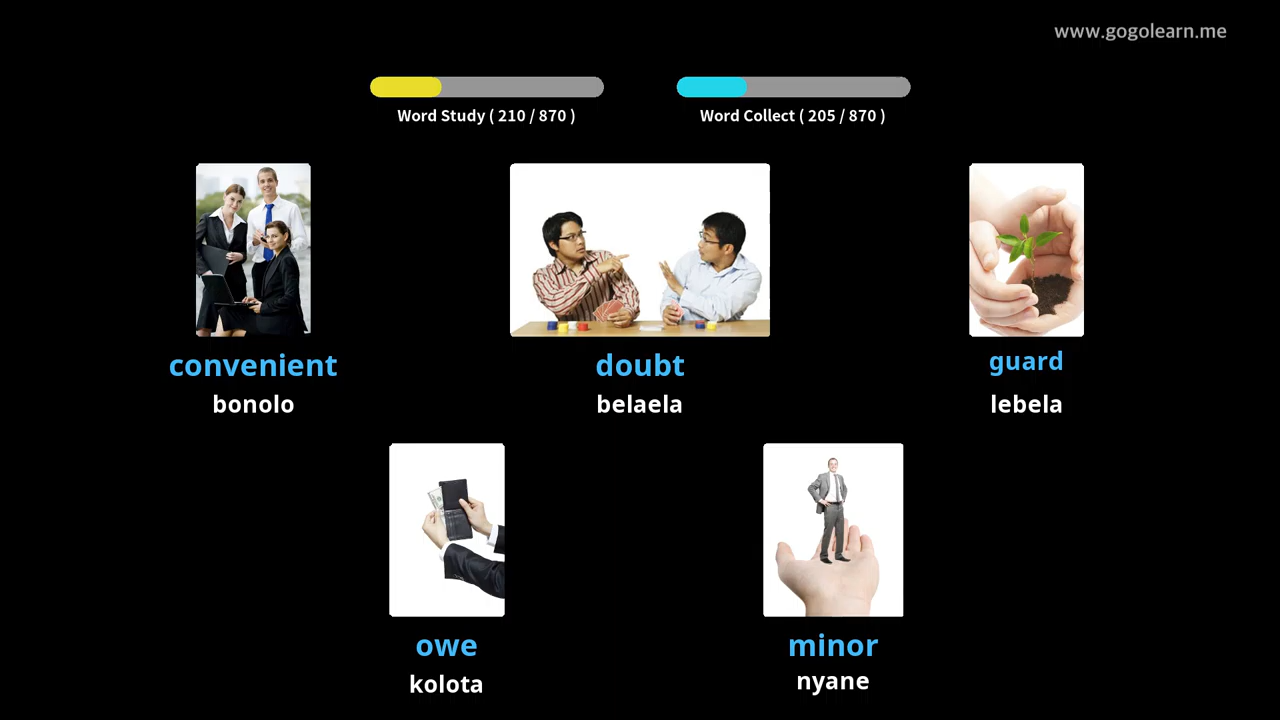 www.gogolearn.me
Word Study ( 210 / 870 )
Word Collect ( 205 / 870 )
convenient
bonolo
doubt
belaela
guard
lebela
owe
kolota
minor
nyane